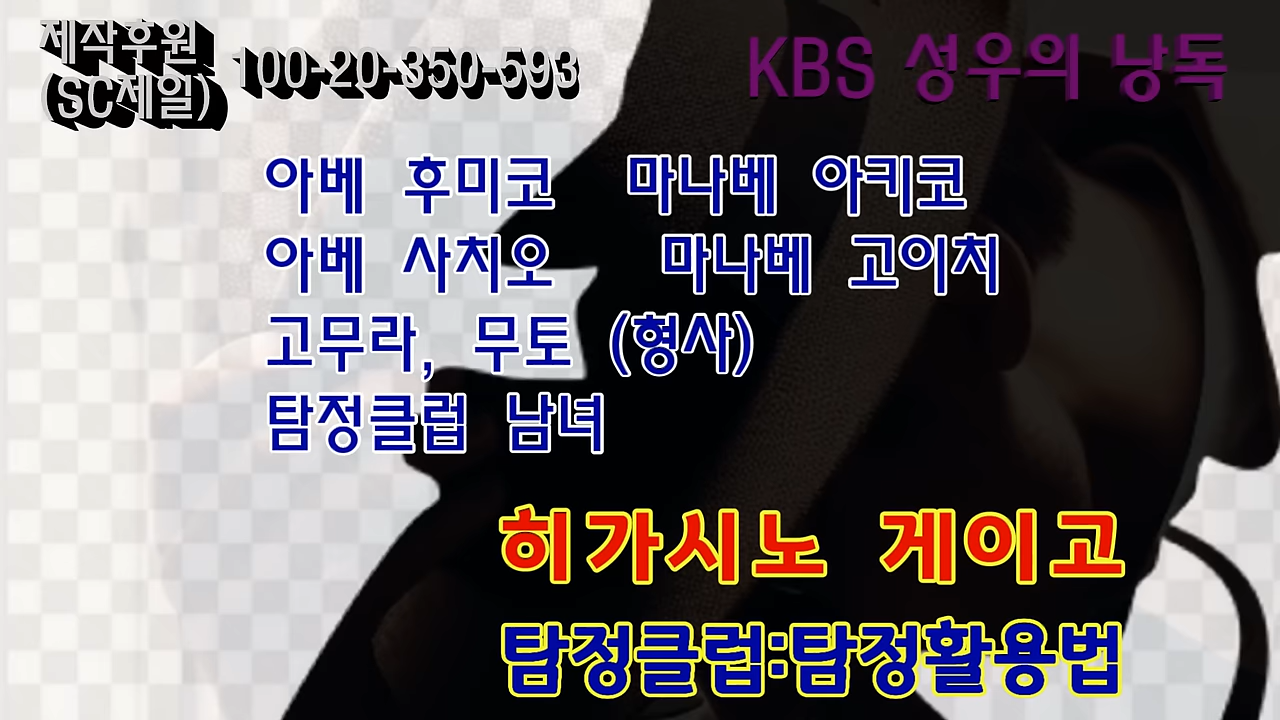 제작후원
(SC제일) 100-20-350-593
KBS 성우의 낭독
아베 후미코 마나베 아키코
아베 사치오 마나베 고이치
고무라, 무토 (형사)
탐정클럽 남녀
히가시노 게이고
탐정클럽:탐정활용법